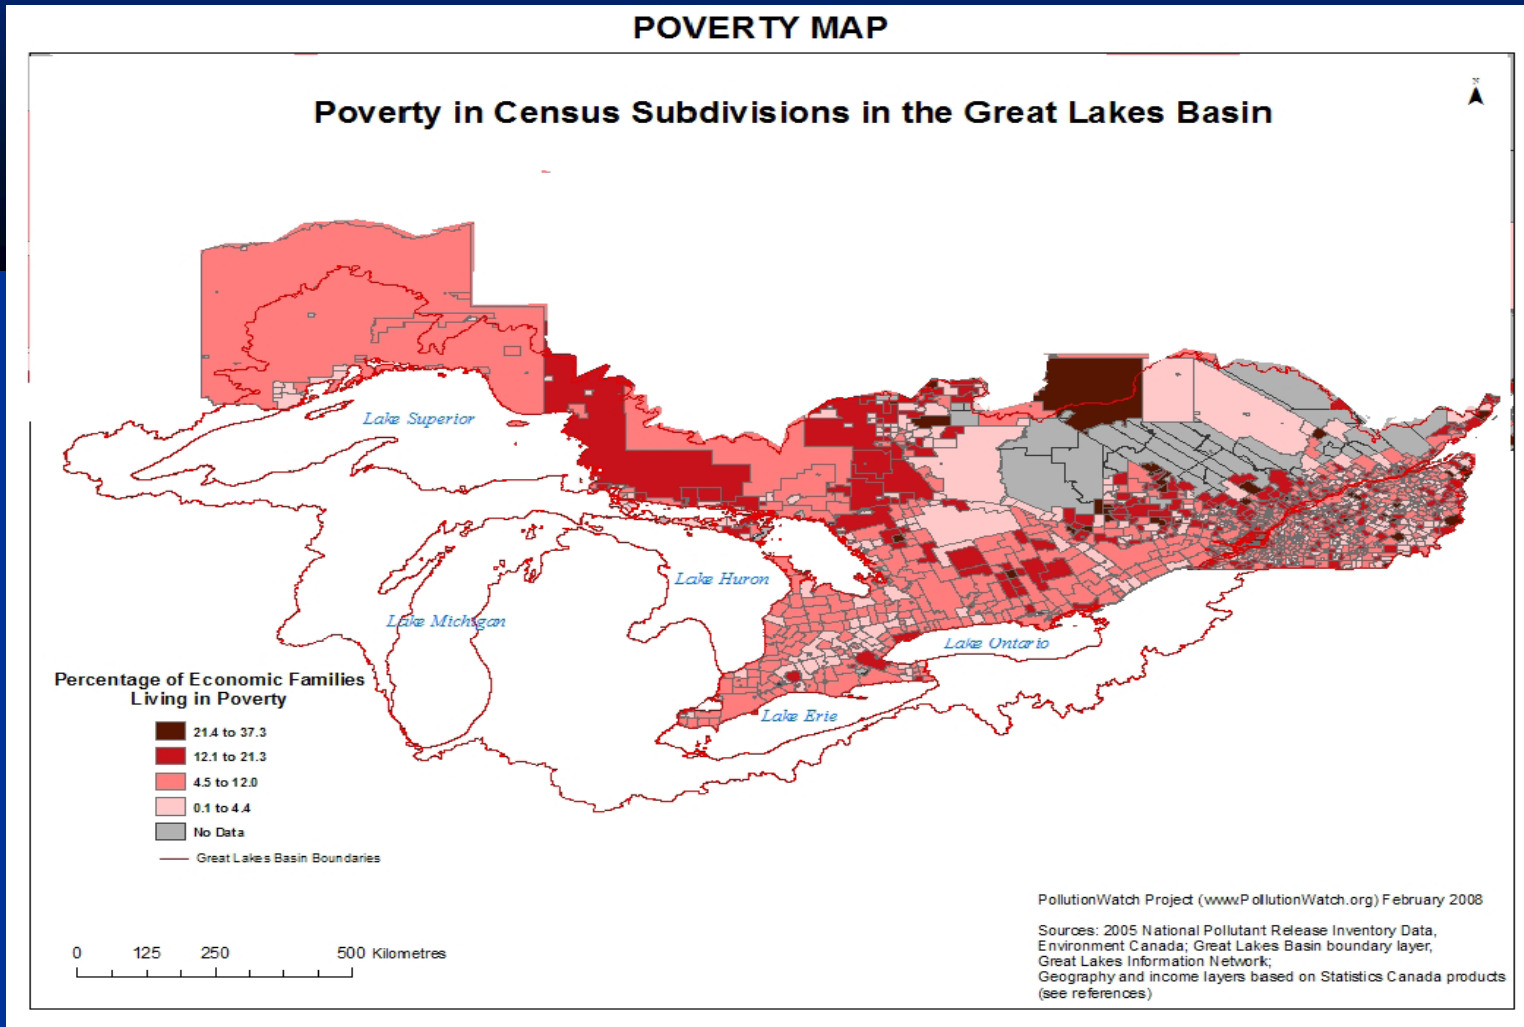 POVERTY MAP
Poverty in Census Subdivisions in the Great Lakes Basin
N
Lake Superior
Lake Huron
Lake Michigan
Lake Ontario
Lake Erie
Percentage of Economic Families
Living in Poverty
21.4 to 37.3
12.1 to 21.3
4.5 to 12.0
0.1 to 4.4
No Data
Great Lakes Basin Boundaries
0 125 250 500 Kilometres
PollutionWatch Project (www.PollutionWatch.org) February 2008
Sources: 2005 National Pollutant Release Inventory Data,
Environment Canada; Great Lakes Basin boundary layer,
Great Lakes Information Network;
Geography and income layers based on Statistics Canada products
(see references)